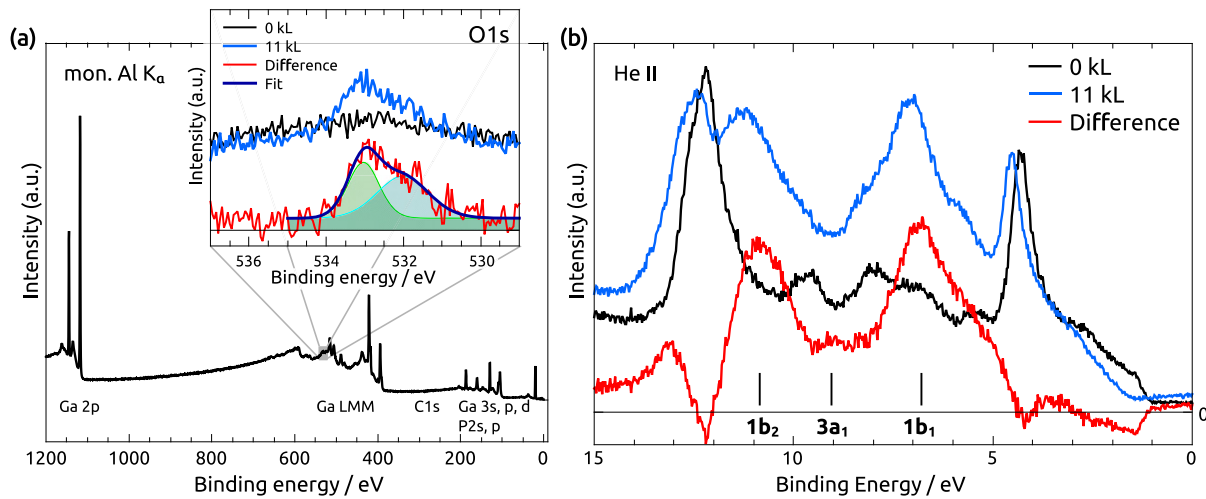 (a)
mon. Al Kα
Intensity (a.u.)
Ga 2p
Ga LMM
C1s
Ga 3s, p, d
P2s, p
1200 1000 800 600 400 200 0
Binding energy / eV
O1s
0 kL
11 kL
Difference
Fit
Intensity (a.u.)
536 534 532 530
Binding energy / eV
(b)
He II
0 kL
11 kL
Difference
Intensity (a.u.)
0
1b₂ 3a₁ 1b₁
15 10 5 0
Binding Energy / eV